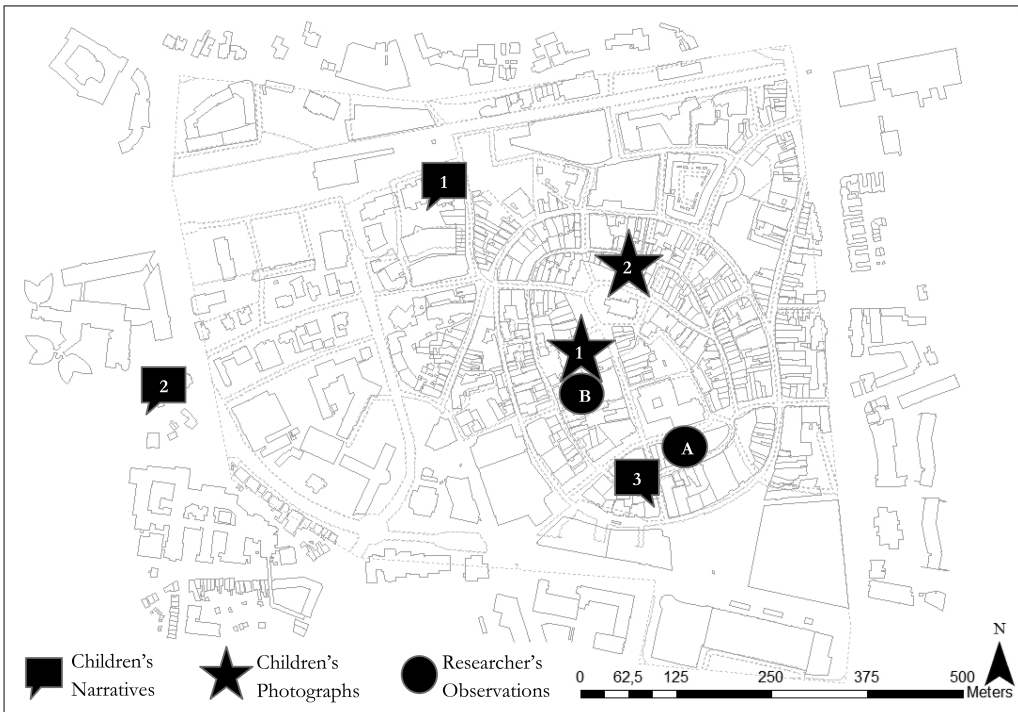 1
2
2
1
B
A
3
N
Children's
Narratives
Children's
Photographs
Researcher's
Observations
0 62,5 125 250 375 500
Meters